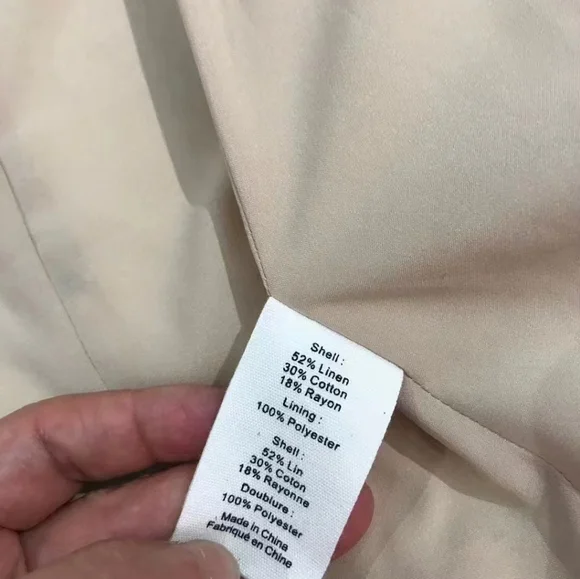 Shell :
52% Linen
30% Cotton
18% Rayon
Lining :
100% Polyester
Shell :
52% Lin
30% Coton
18% Rayonne
Doublure :
100% Polyester
Made in China
Fabriqué en Chine